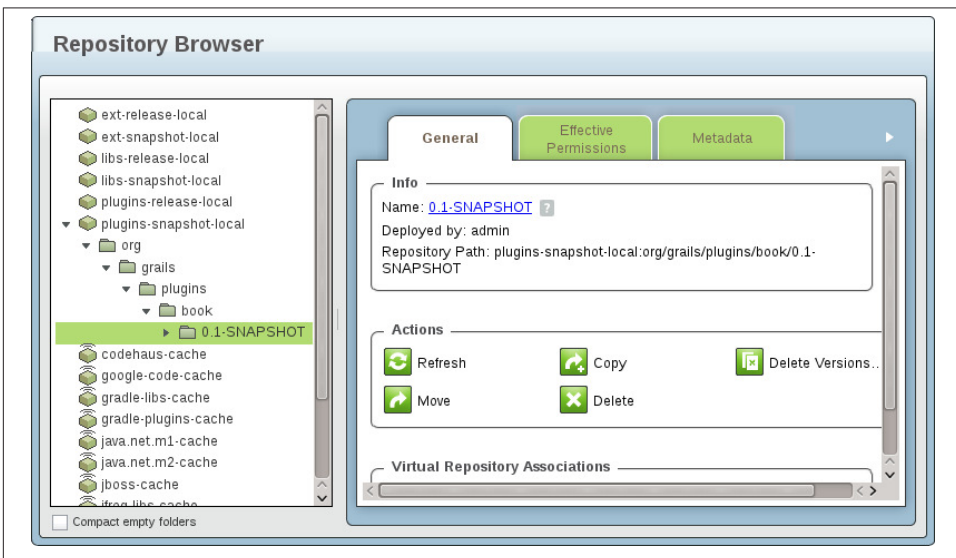 Repository Browser
ext-release-local
ext-snapshot-local
libs-release-local
libs-snapshot-local
plugins-release-local
plugins-snapshot-local
org
grails
plugins
book
0.1-SNAPSHOT
codehaus-cache
google-code-cache
gradle-libs-cache
gradle-plugins-cache
java.net.m1-cache
java.net.m2-cache
jboss-cache
jfrog-libs-cache
Compact empty folders
General
Effective
Permissions
Metadata
Info
Name: 0.1-SNAPSHOT ?
Deployed by: admin
Repository Path: plugins-snapshot-local:org/grails/plugins/book/0.1-
SNAPSHOT
Actions
Refresh
Copy
Delete Versions..
Move
Delete
Virtual Repository Associations